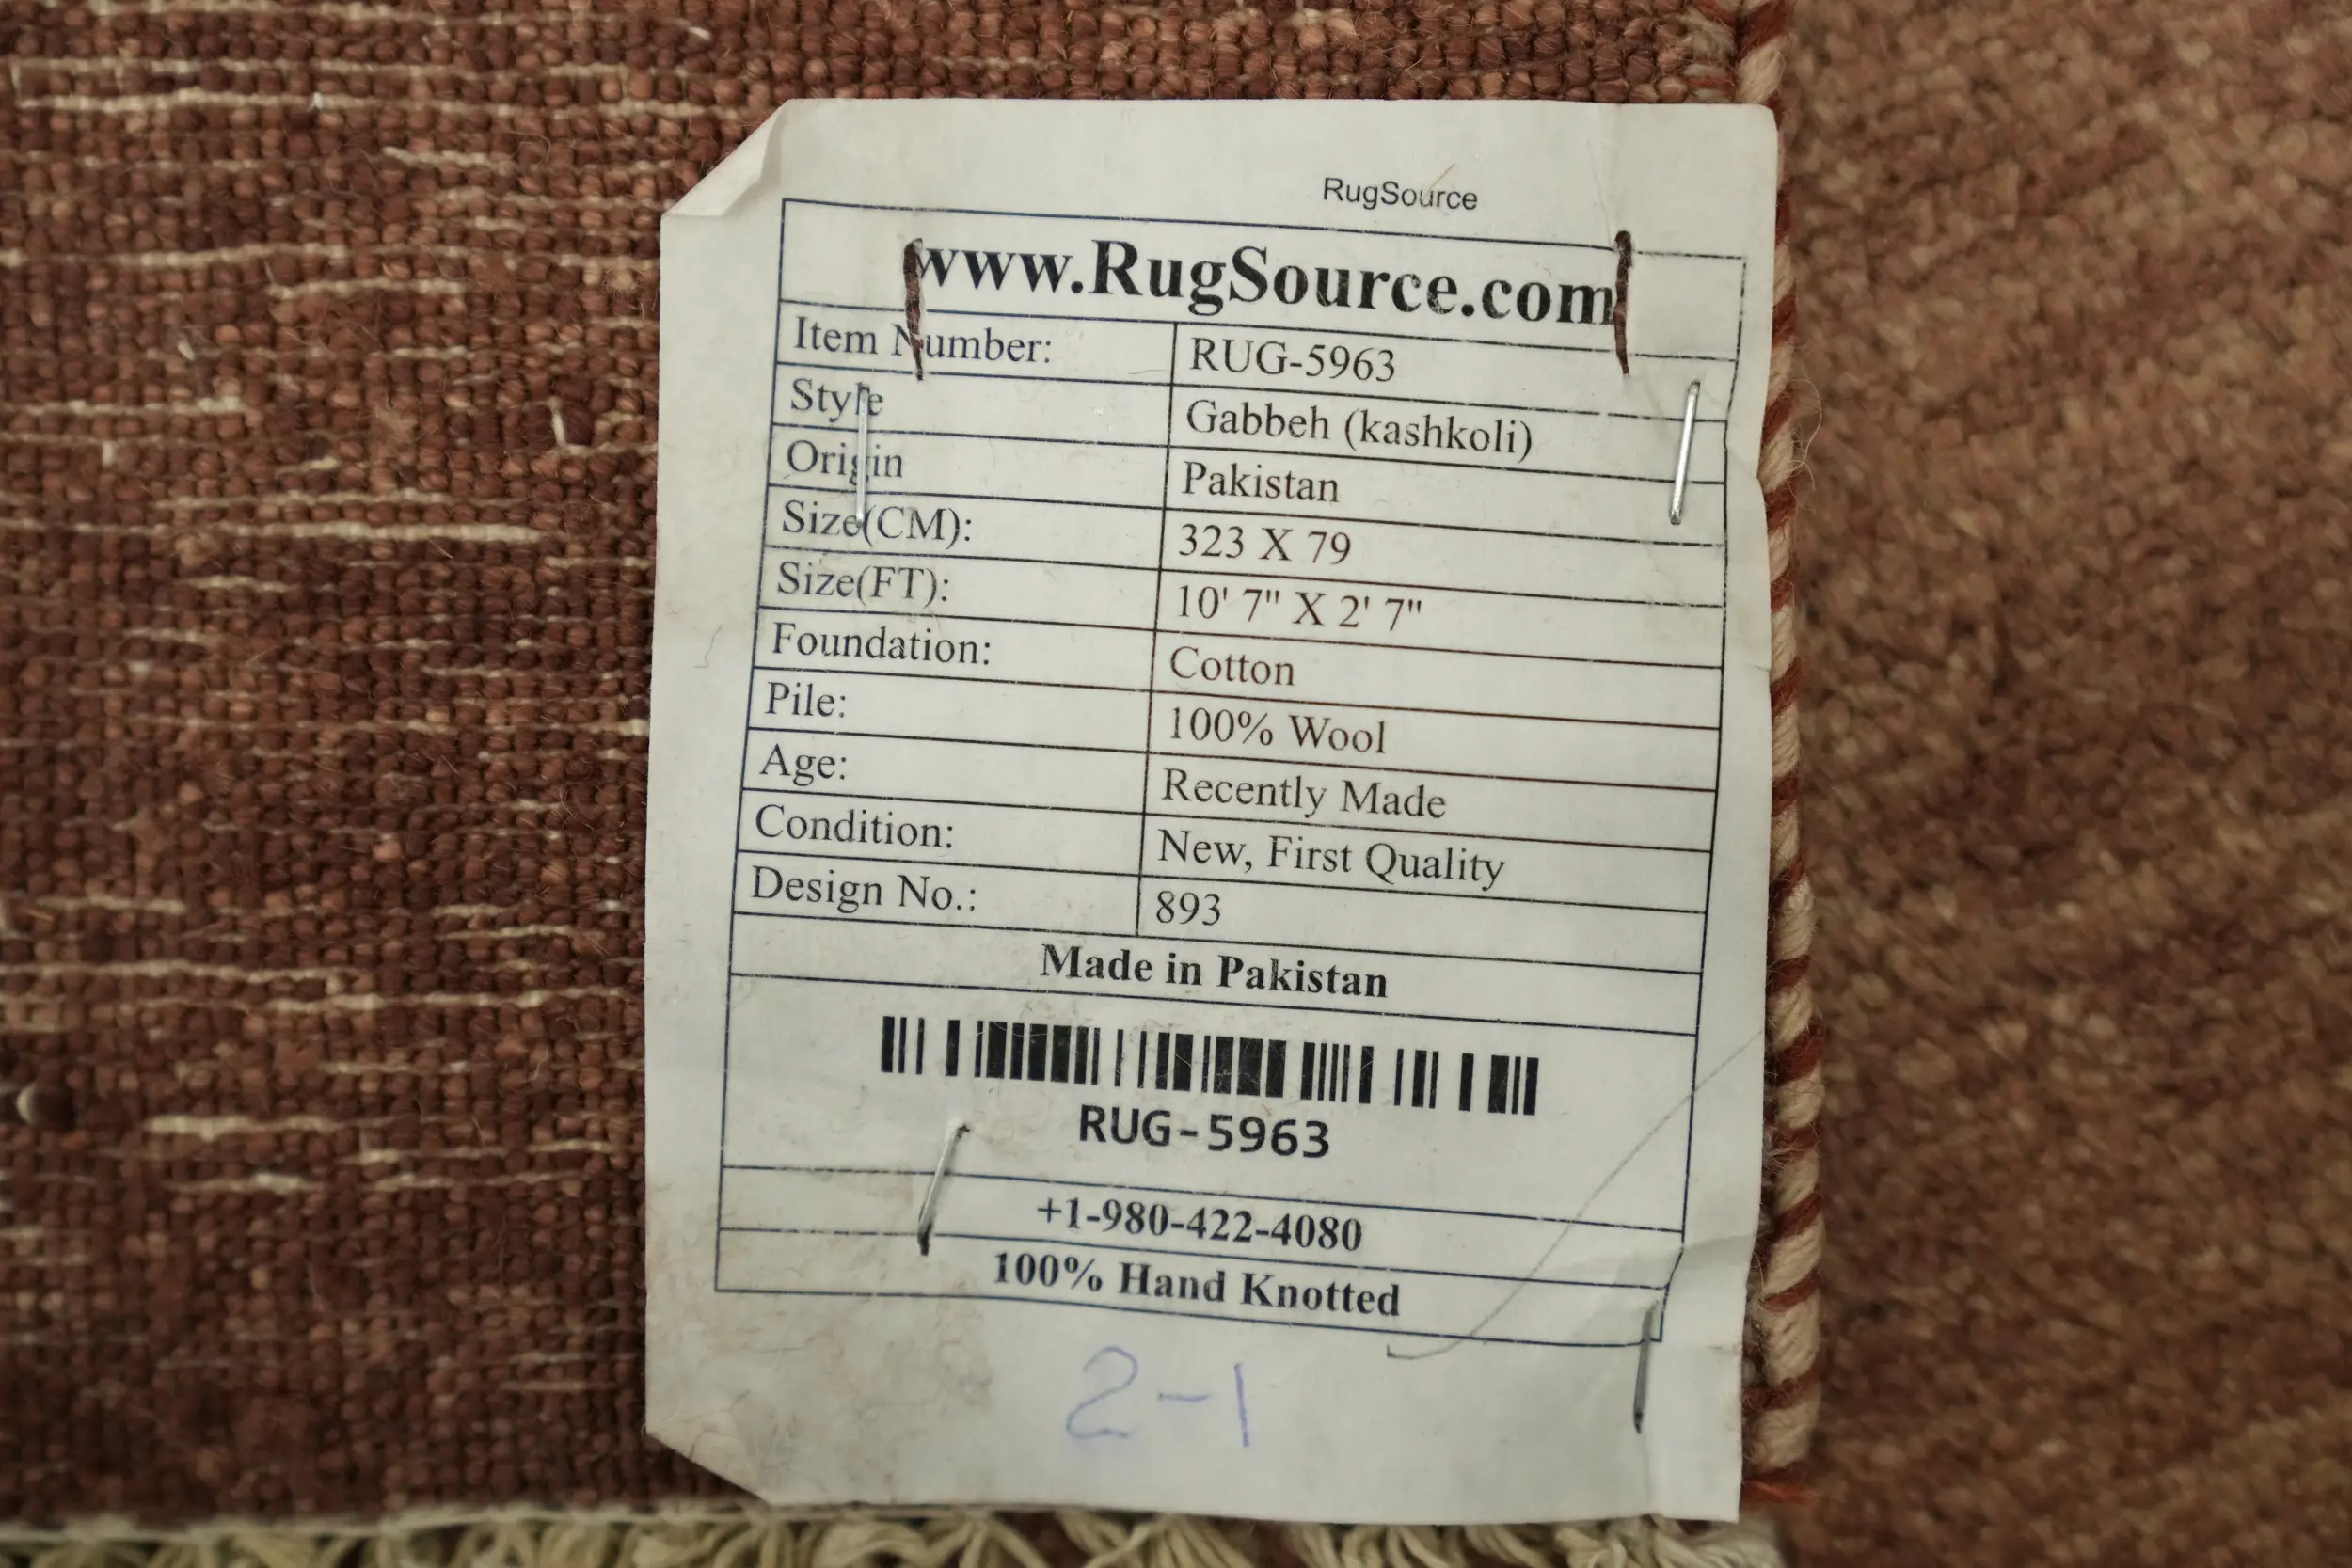 RugSource
www.RugSource.com
Item Number: RUG-5963
Style Gabbeh (kashkoli)
Origin Pakistan
Size(CM): 323 X 79
Size(FT): 10' 7" X 2' 7"
Foundation: Cotton
Pile: 100% Wool
Age: Recently Made
Condition: New, First Quality
Design No.: 893
Made in Pakistan
RUG-5963
+1-980-422-4080
100% Hand Knotted
2-1